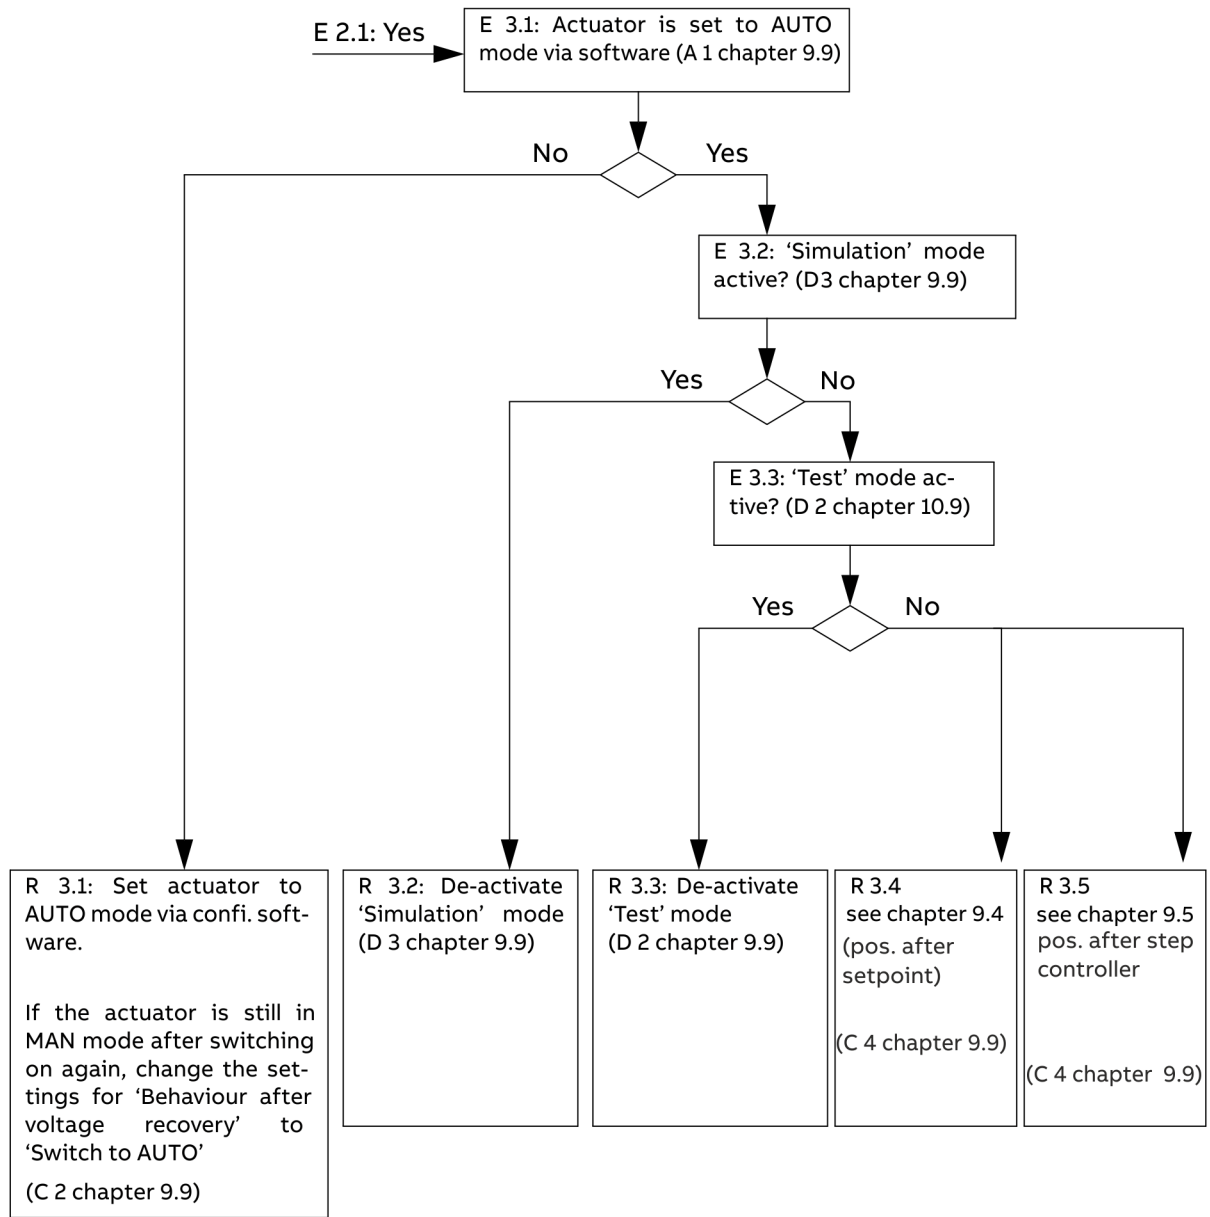 E 2.1: Yes
E 3.1: Actuator is set to AUTO
mode via software (A 1 chapter 9.9)
No
Yes
E 3.2: ‘Simulation’ mode
active? (D3 chapter 9.9)
Yes
No
E 3.3: ‘Test’ mode ac-
tive? (D 2 chapter 10.9)
Yes
No
R 3.1: Set actuator to
AUTO mode via confi. soft-
ware.
If the actuator is still in
MAN mode after switching
on again, change the set-
tings for ‘Behaviour after
voltage recovery’ to
‘Switch to AUTO’
(C 2 chapter 9.9)
R 3.2: De-activate
‘Simulation’ mode
(D 3 chapter 9.9)
R 3.3: De-activate
‘Test’ mode
(D 2 chapter 9.9)
R 3.4
see chapter 9.4
(pos. after
setpoint)
(C 4 chapter 9.9)
R 3.5
see chapter 9.5
pos. after step
controller
(C 4 chapter 9.9)